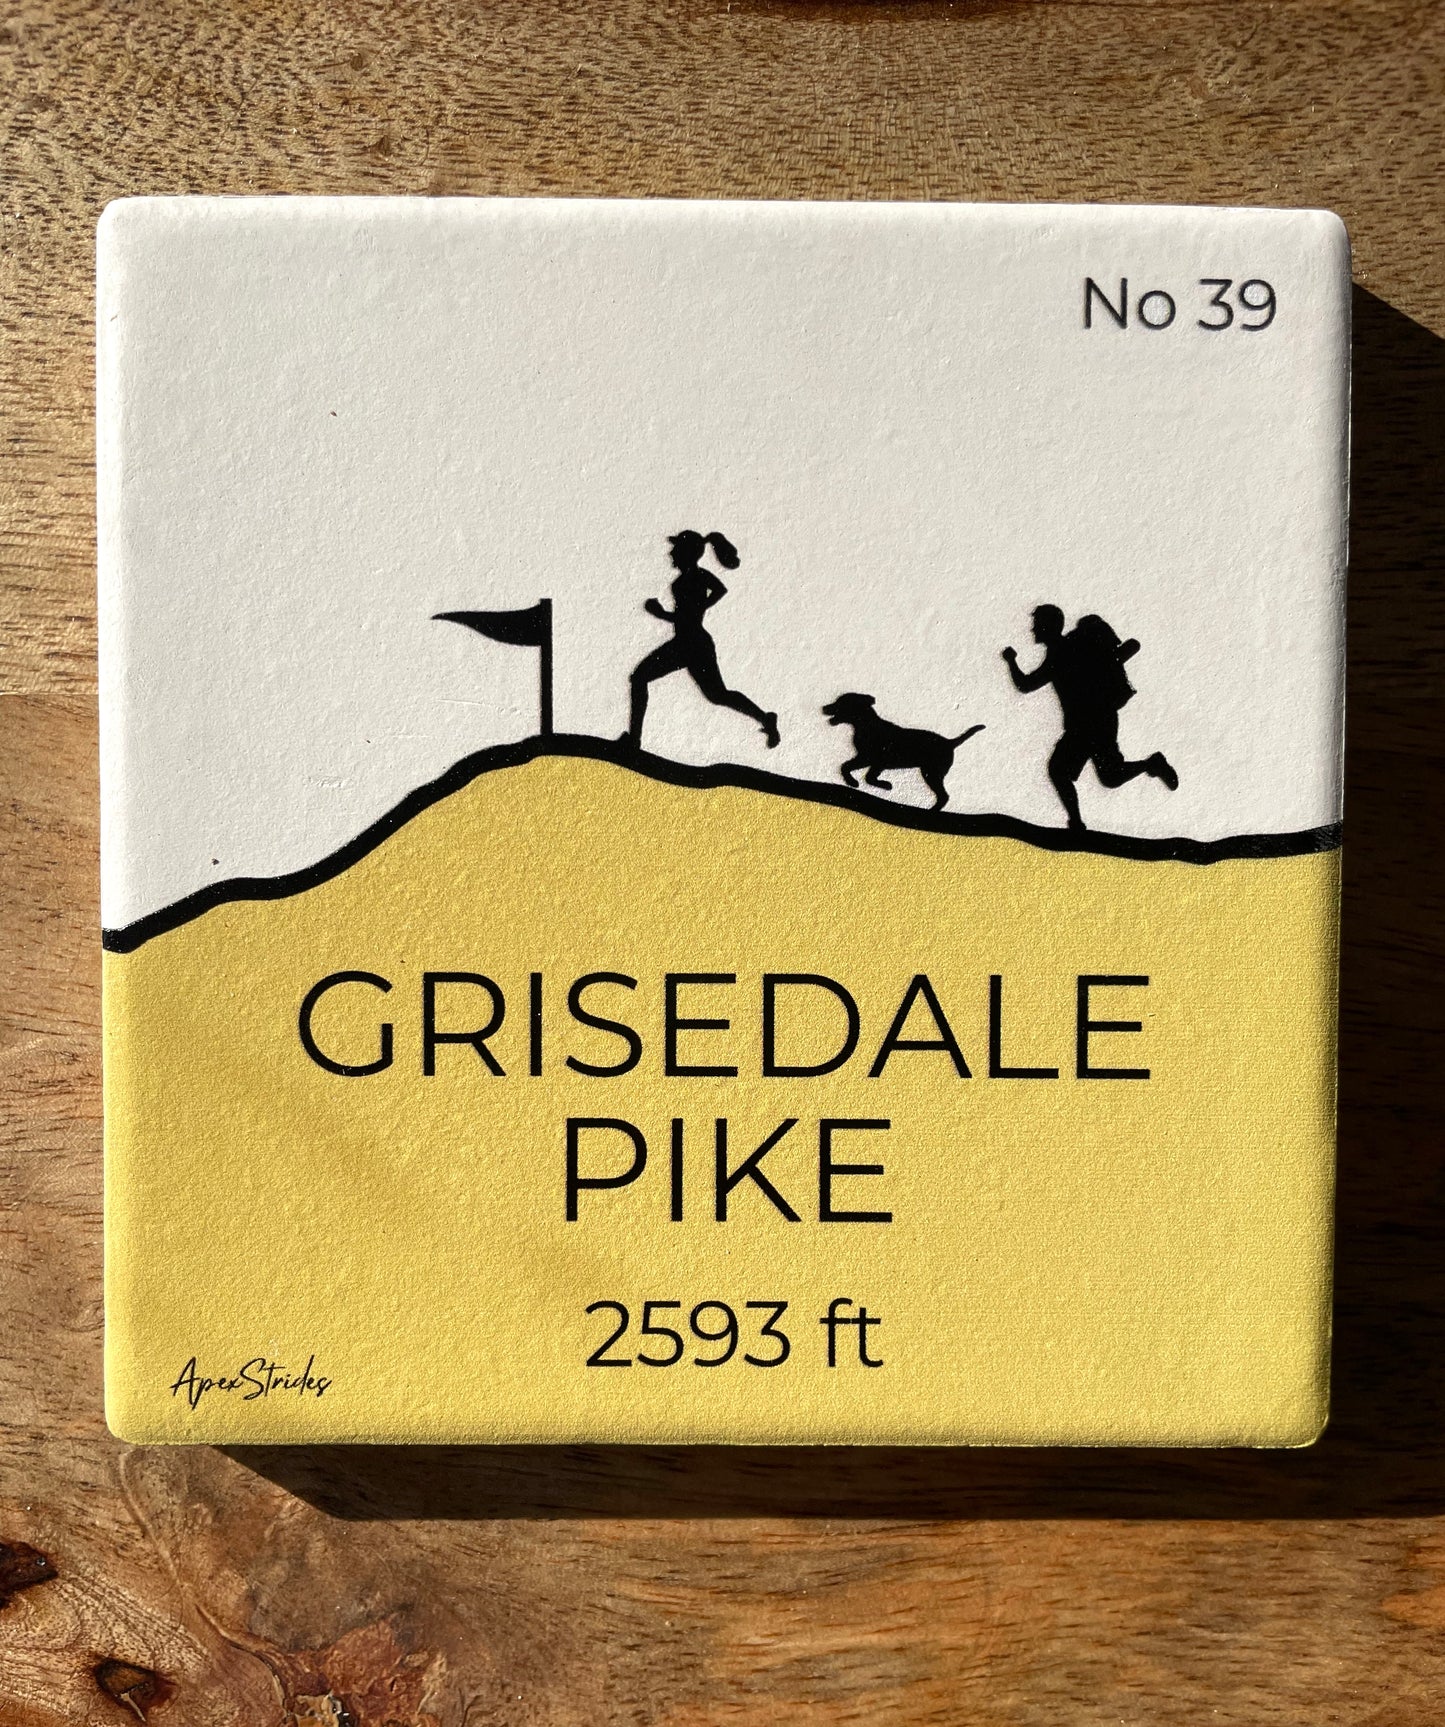 No 39
GRISEDALE
PIKE
2593 ft
ApexStrides